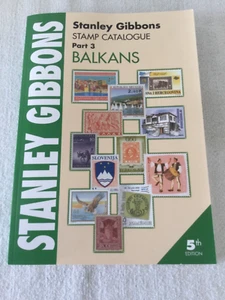 STANLEY GIBBONS
Stanley Gibbons
STAMP CATALOGUE
Part 3
BALKANS
SLOVENIJA
5th
EDITION